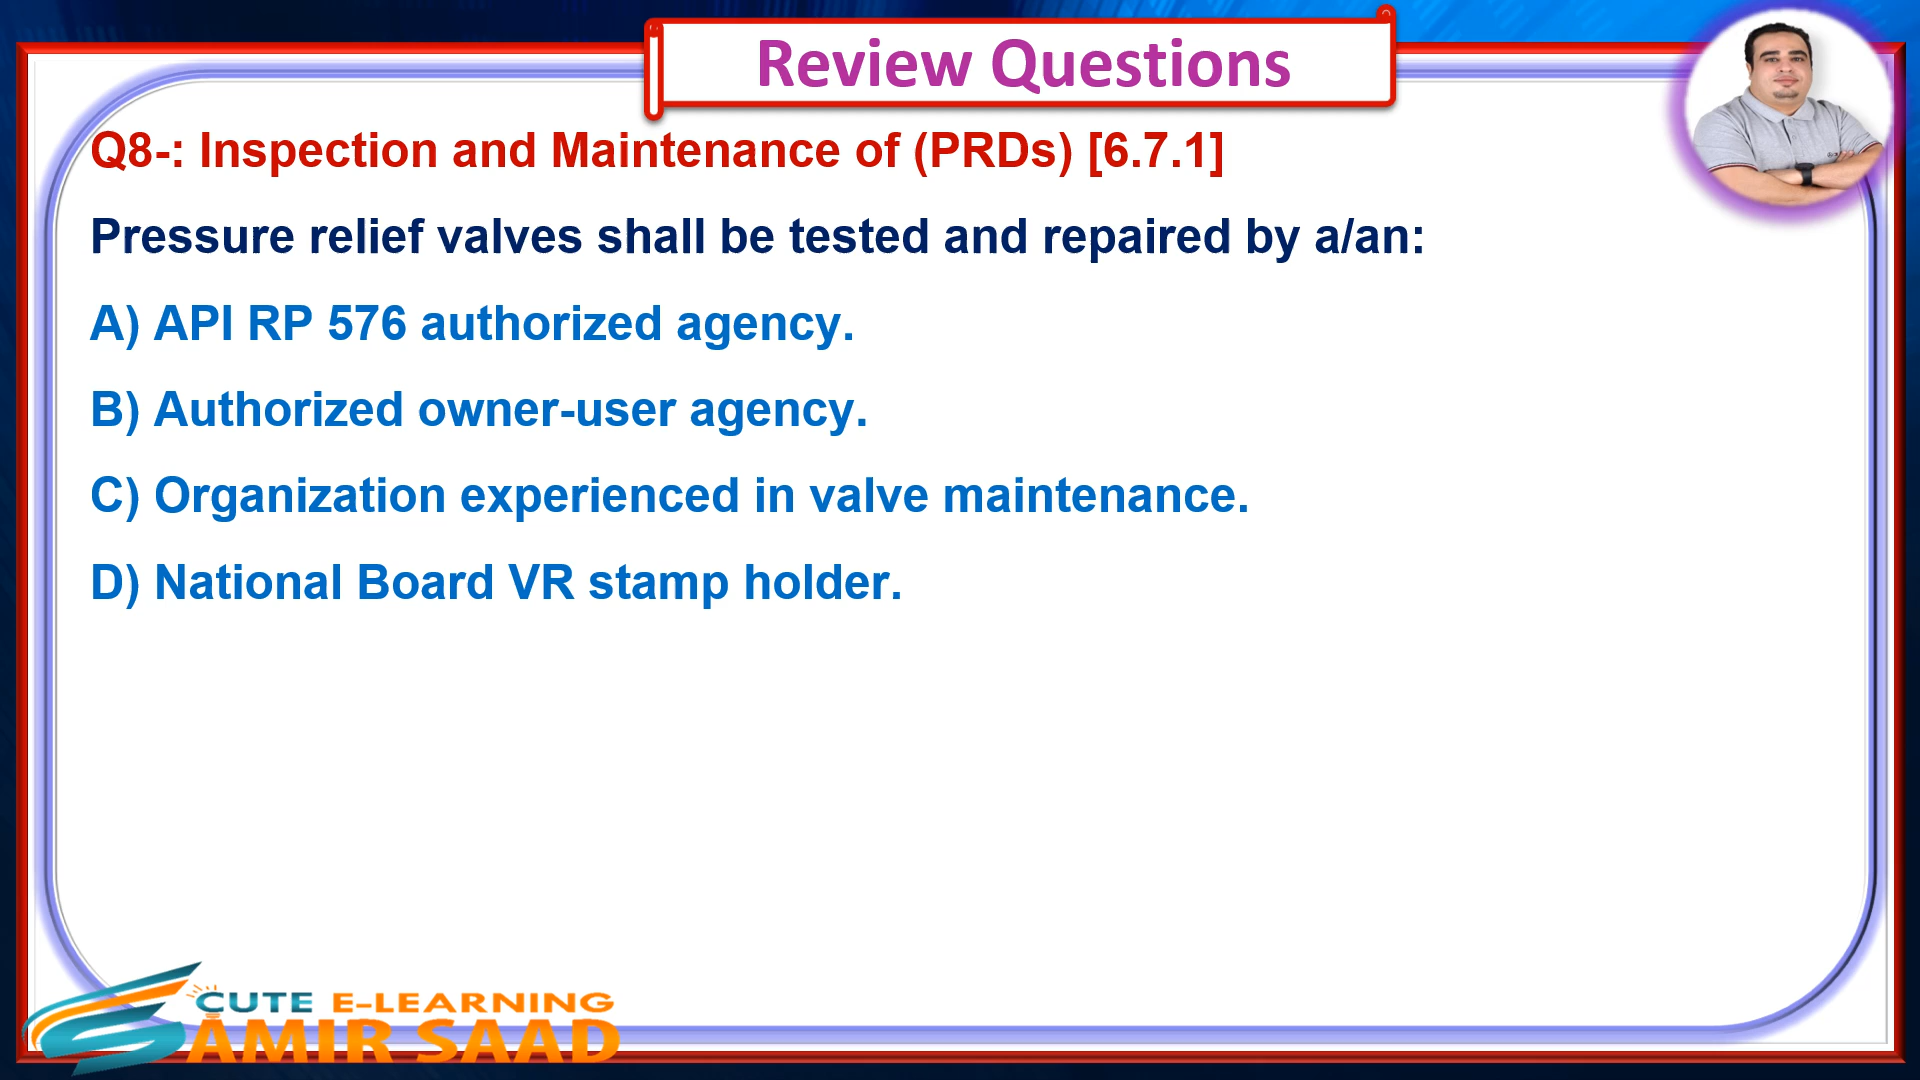 Review Questions
Q8-: Inspection and Maintenance of (PRDs) [6.7.1]
Pressure relief valves shall be tested and repaired by a/an:
A) API RP 576 authorized agency.
B) Authorized owner-user agency.
C) Organization experienced in valve maintenance.
D) National Board VR stamp holder.
CUTE E-LEARNING
AMIR SAAD